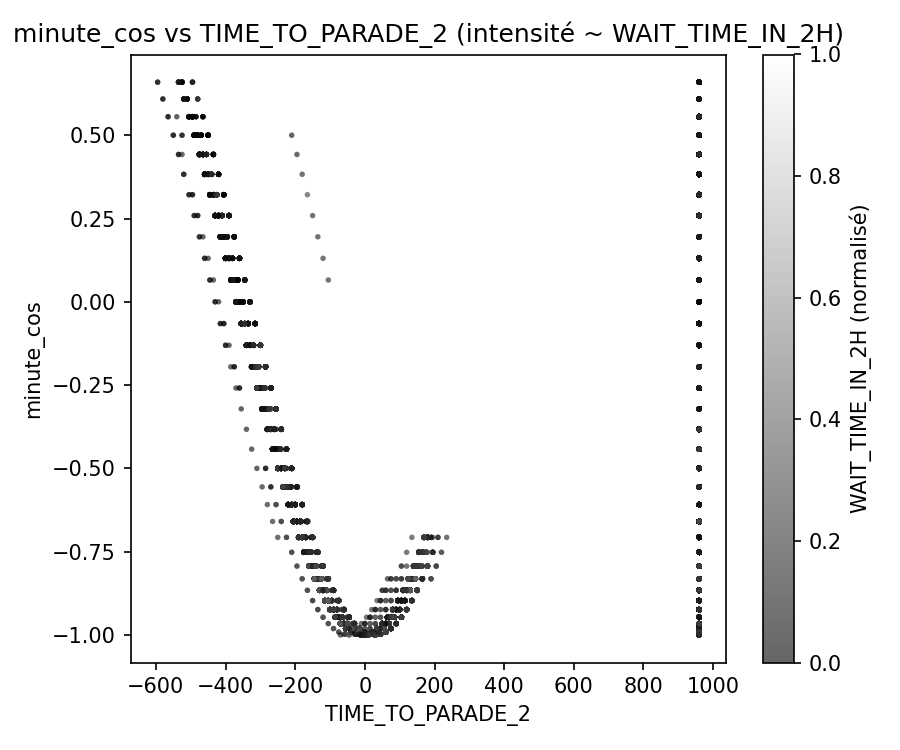 minute_cos vs TIME_TO_PARADE_2 (intensité ~ WAIT_TIME_IN_2H)
0.50
0.25
0.00
−0.25
−0.50
−0.75
−1.00
minute_cos
−600 −400 −200 0 200 400 600 800 1000
TIME_TO_PARADE_2
1.0
0.8
0.6
0.4
0.2
0.0
WAIT_TIME_IN_2H (normalisé)